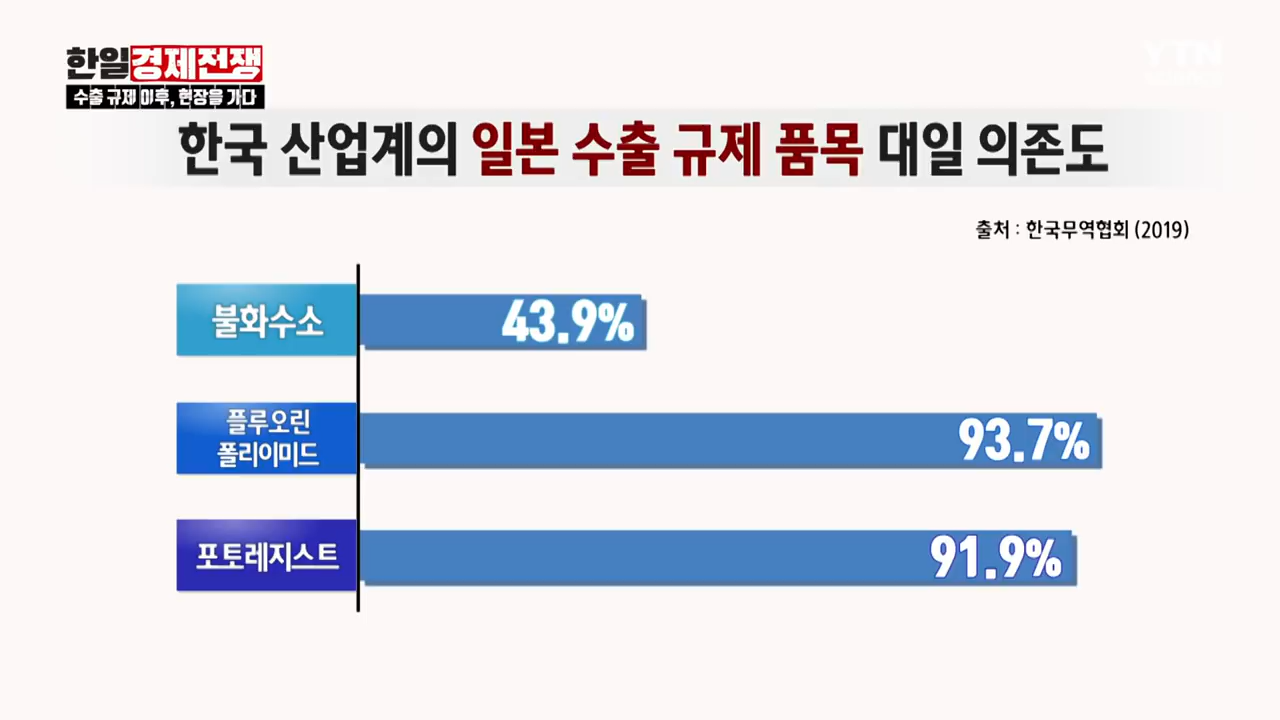 한일경제전쟁
수출 규제 이후, 현장을 가다
YTN
한국 산업계의 일본 수출 규제 품목 대일 의존도
출처 : 한국무역협회 (2019)
불화수소
43.9%
플루오린
폴리이미드
93.7%
포토레지스트
91.9%